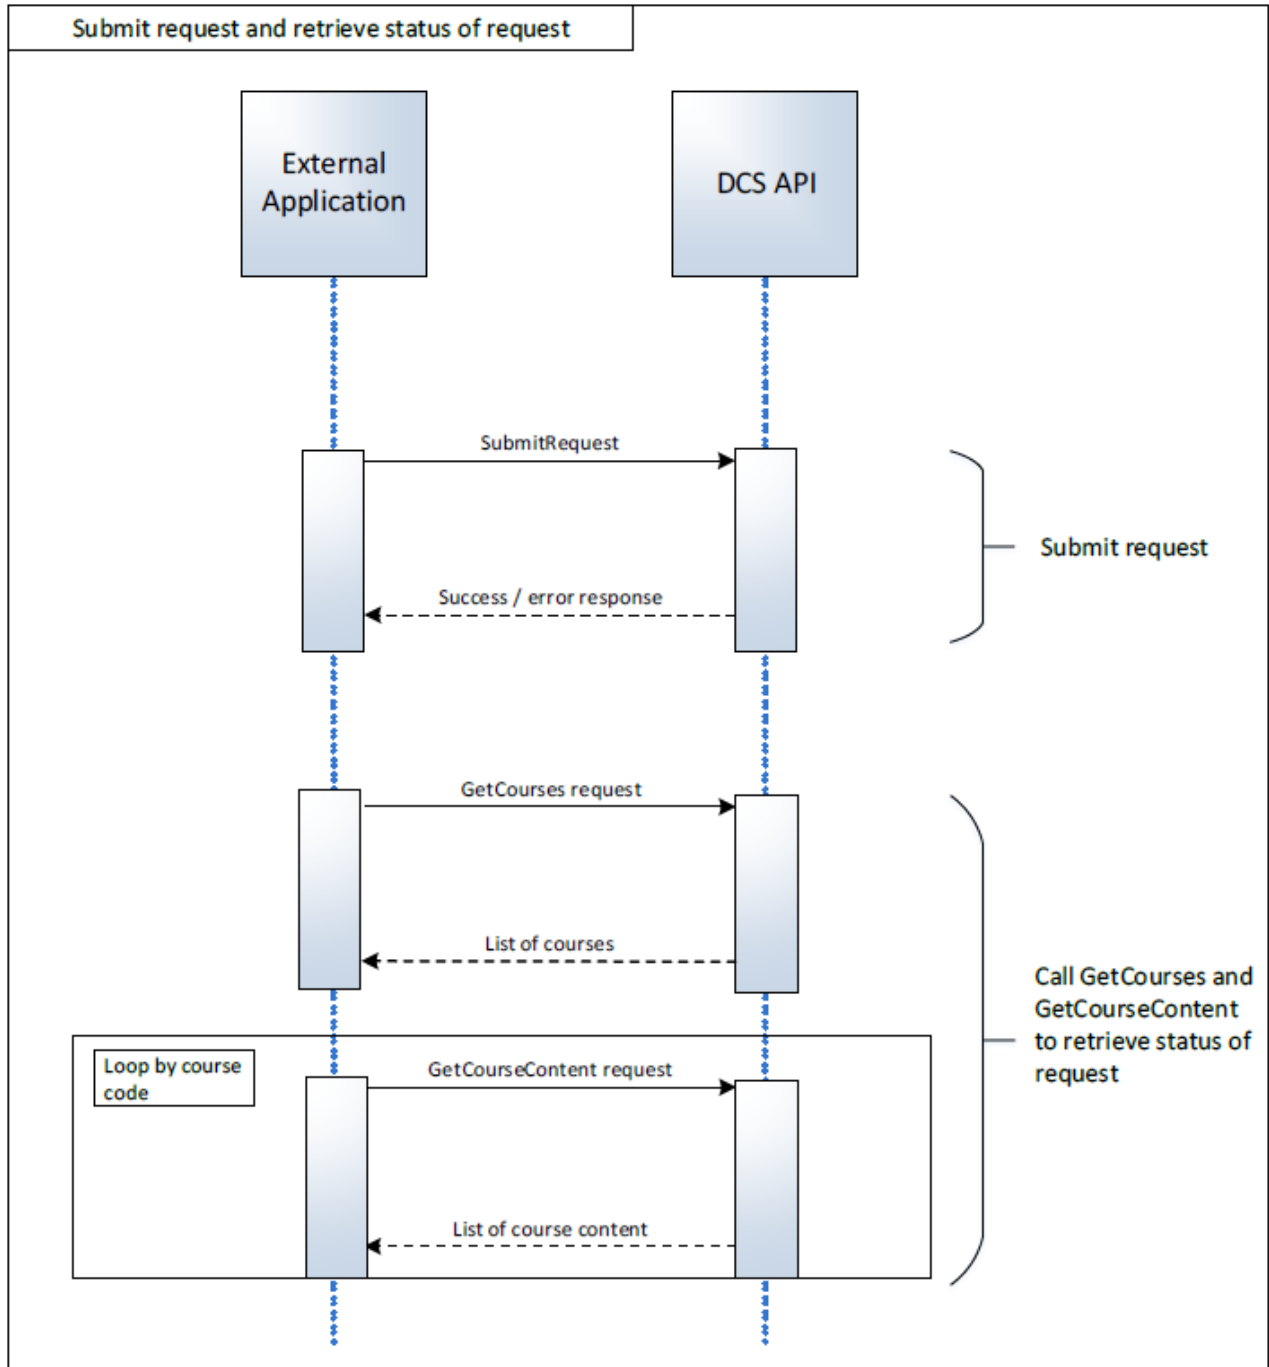 Submit request and retrieve status of request
External
Application
DCS API
SubmitRequest
Submit request
Success / error response
GetCourses request
List of courses
Call GetCourses and
GetCourseContent
to retrieve status of
request
Loop by course
code
GetCourseContent request
List of course content